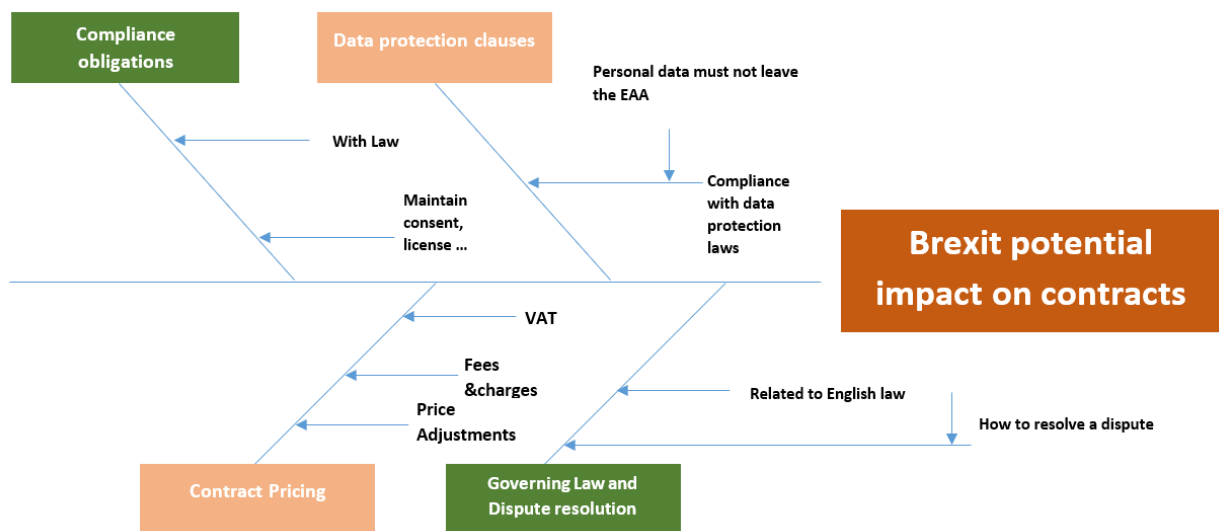 Compliance
obligations
Data protection clauses
Personal data must not leave
the EAA
With Law
Maintain
consent,
license ...
Compliance
with data
protection
laws
Brexit potential
impact on contracts
VAT
Fees
&charges
Price
Adjustments
Related to English law
How to resolve a dispute
Contract Pricing
Governing Law and
Dispute resolution